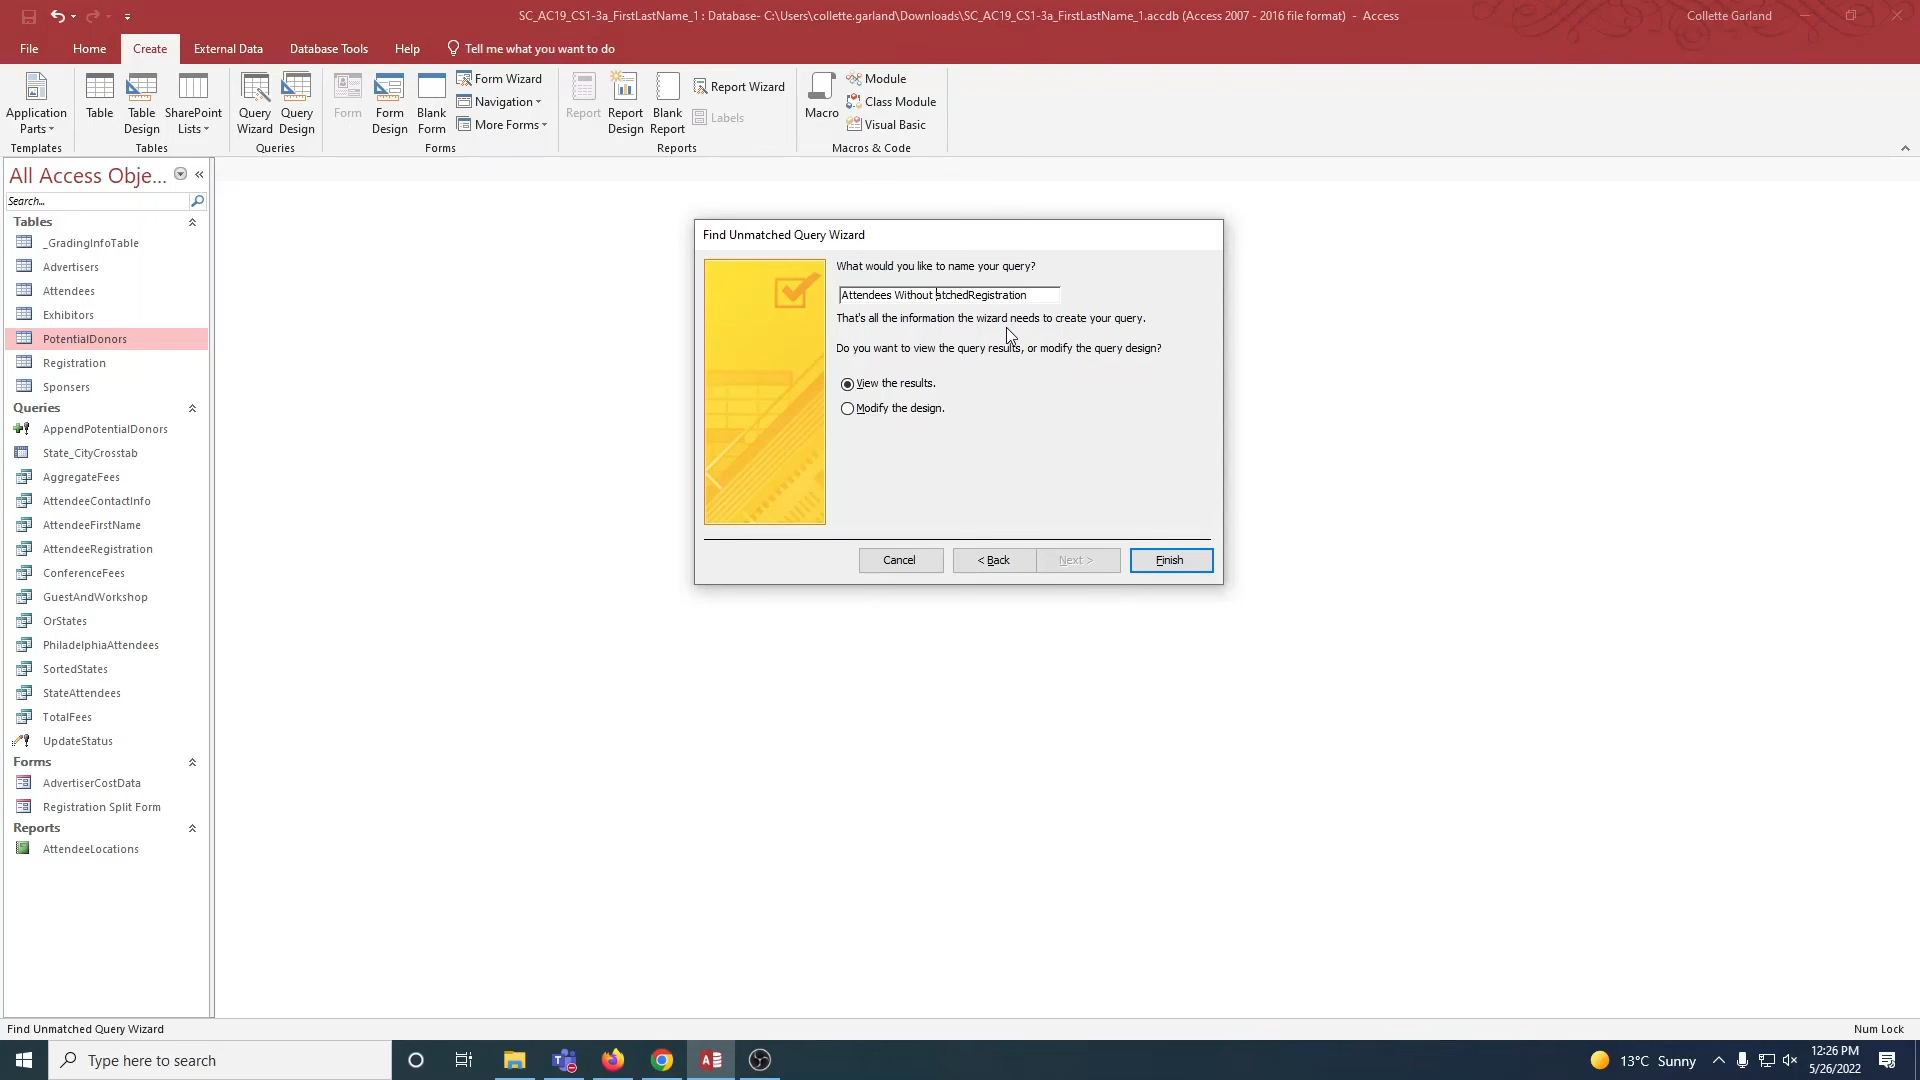 SC_AC19_CS1-3a_FirstLastName_1 : Database- C:\Users\collette.garland\Downloads\SC_AC19_CS1-3a_FirstLastName_1.accdb (Access 2007 - 2016 file format) - Access
Collette Garland
File Home Create External Data Database Tools Help Tell me what you want to do
Application Parts
Table
Table Design
SharePoint Lists
Query Wizard
Query Design
Form
Form Design
Blank Form
Form Wizard
Navigation
More Forms
Report
Report Design
Blank Report
Report Wizard
Labels
Macro
Module
Class Module
Visual Basic
Templates Tables Queries Forms Reports Macros & Code
All Access Obje...
Search...
Tables
_GradingInfoTable
Advertisers
Attendees
Exhibitors
PotentialDonors
Registration
Sponsers
Queries
AppendPotentialDonors
State_CityCrosstab
AggregateFees
AttendeeContactInfo
AttendeeFirstName
AttendeeRegistration
ConferenceFees
GuestAndWorkshop
OrStates
PhiladelphiaAttendees
SortedStates
StateAttendees
TotalFees
UpdateStatus
Forms
AdvertiserCostData
Registration Split Form
Reports
AttendeeLocations
Find Unmatched Query Wizard
What would you like to name your query?
Attendees Without atchedRegistration
That's all the information the wizard needs to create your query.
Do you want to view the query results, or modify the query design?
View the results.
Modify the design.
Cancel < Back Next > Finish
Find Unmatched Query Wizard
Num Lock
Type here to search
13°C Sunny
12:26 PM
5/26/2022